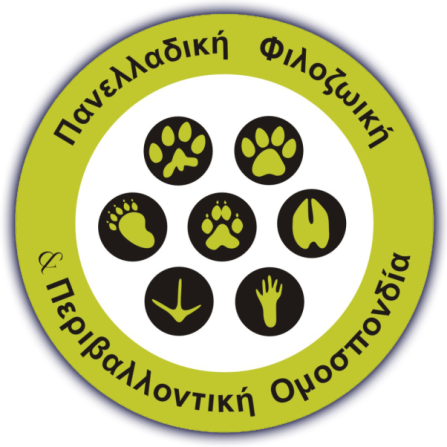 Πανελλαδική Φιλοζωική
& Περιβαλλοντική Ομοσπονδία